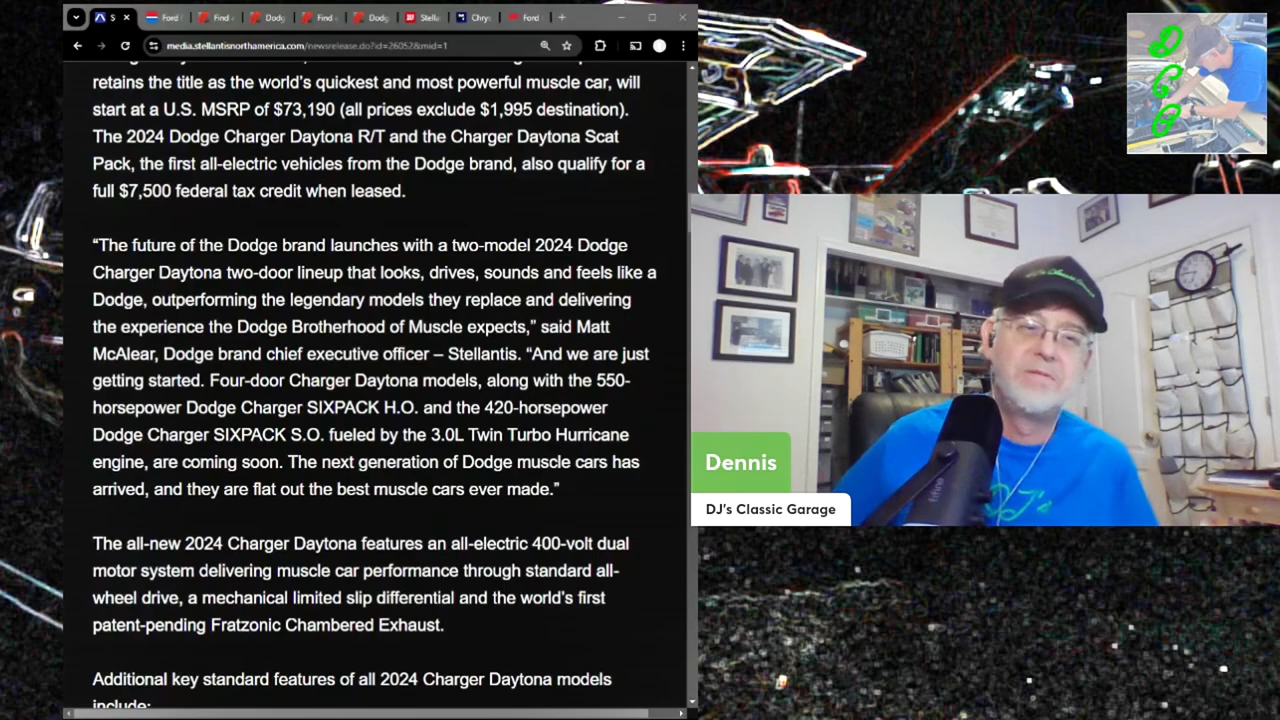 S
Ford
Find
Dodg
Find
Dodg
Stella
Chrys
Ford
media.stellantisnorthamerica.com/newsrelease.do?id=26052&mid=1
retains the title as the world's quickest and most powerful muscle car, will
start at a U.S. MSRP of $73,190 (all prices exclude $1,995 destination).
The 2024 Dodge Charger Daytona R/T and the Charger Daytona Scat
Pack, the first all-electric vehicles from the Dodge brand, also qualify for a
full $7,500 federal tax credit when leased.
“The future of the Dodge brand launches with a two-model 2024 Dodge
Charger Daytona two-door lineup that looks, drives, sounds and feels like a
Dodge, outperforming the legendary models they replace and delivering
the experience the Dodge Brotherhood of Muscle expects,” said Matt
McAlear, Dodge brand chief executive officer – Stellantis. “And we are just
getting started. Four-door Charger Daytona models, along with the 550-
horsepower Dodge Charger SIXPACK H.O. and the 420-horsepower
Dodge Charger SIXPACK S.O. fueled by the 3.0L Twin Turbo Hurricane
engine, are coming soon. The next generation of Dodge muscle cars has
arrived, and they are flat out the best muscle cars ever made.”
The all-new 2024 Charger Daytona features an all-electric 400-volt dual
motor system delivering muscle car performance through standard all-
wheel drive, a mechanical limited slip differential and the world's first
patent-pending Fratzonic Chambered Exhaust.
Additional key standard features of all 2024 Charger Daytona models
include:
D
G
Dennis
DJ's Classic Garage
DJ's